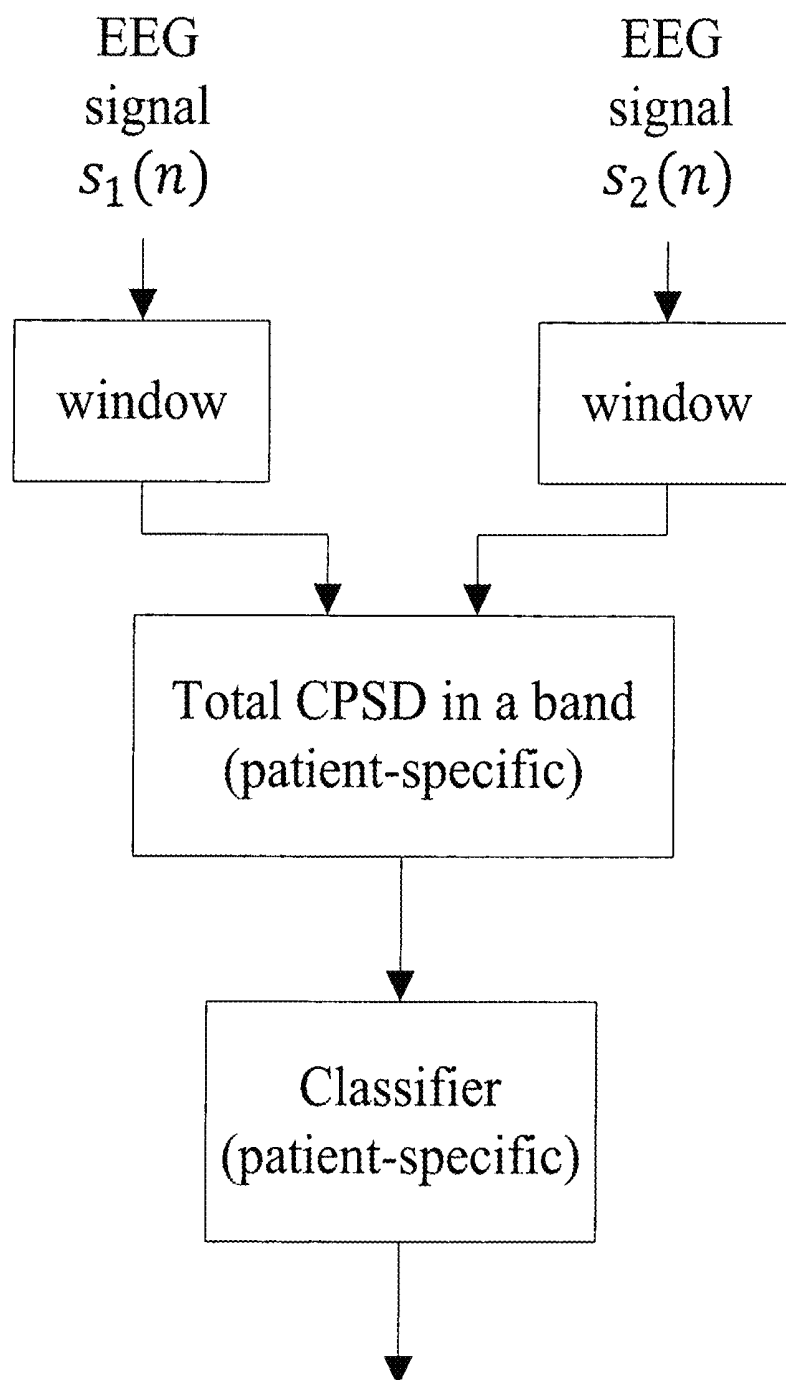 EEG
signal
s₁(n)
EEG
signal
s₂(n)
window
window
Total CPSD in a band
(patient-specific)
Classifier
(patient-specific)